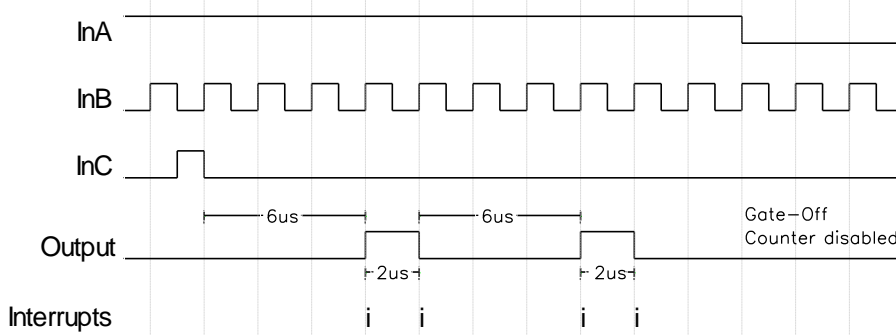 InA
InB
InC
6us 6us
Gate-Off
Counter disabled
Output
2us 2us
Interrupts i i i i